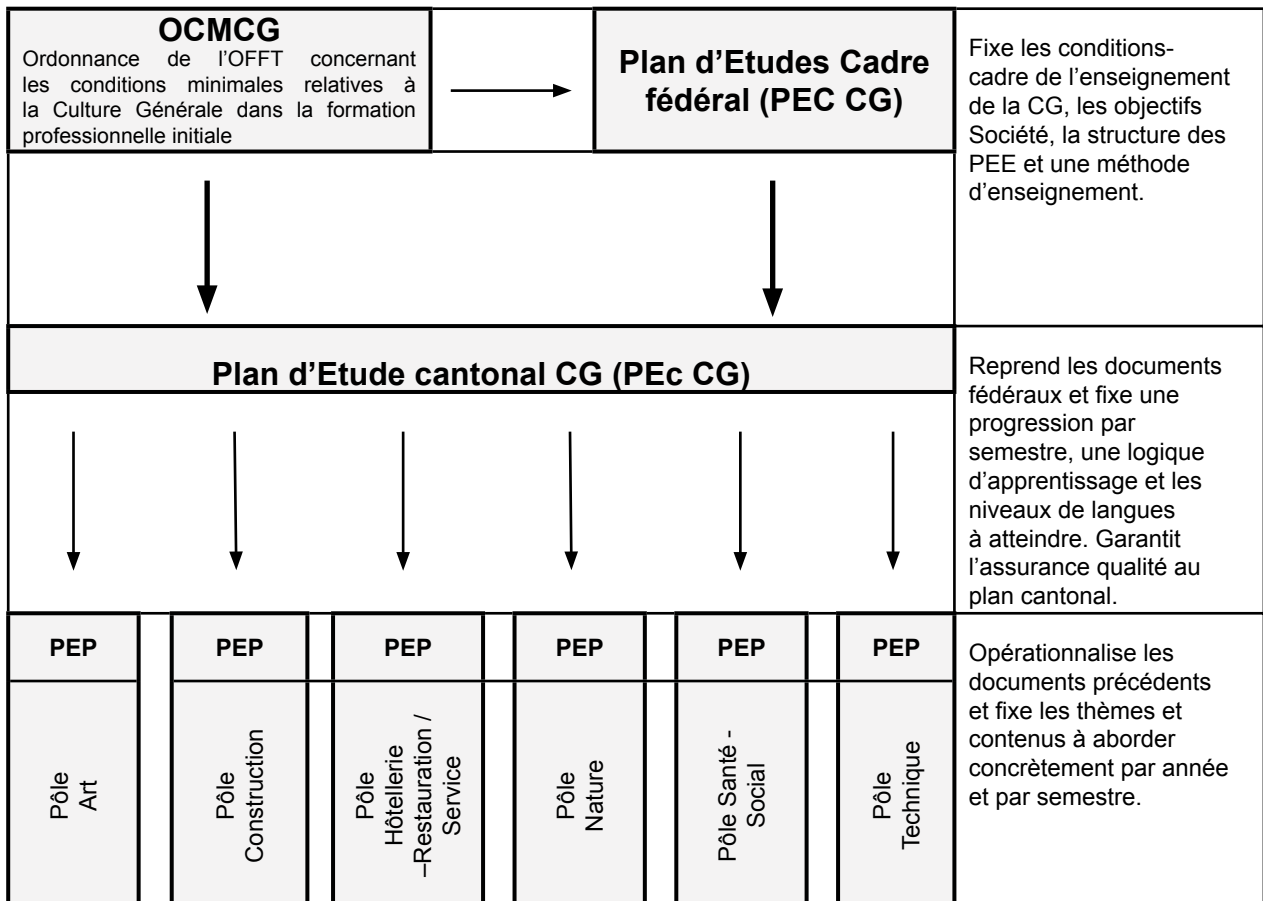 OCMCG
Ordonnance de l'OFFT concernant
les conditions minimales relatives à
la Culture Générale dans la formation
professionnelle initiale
Plan d'Etudes Cadre
fédéral (PEC CG)
Fixe les conditions-
cadre de l'enseignement
de la CG, les objectifs
Société, la structure des
PEE et une méthode
d'enseignement.
Plan d'Etude cantonal CG (PEc CG)
Reprend les documents
fédéraux et fixe une
progression par
semestre, une logique
d'apprentissage et les
niveaux de langues
à atteindre. Garantit
l'assurance qualité au
plan cantonal.
PEP
PEP
PEP
PEP
PEP
PEP
Pôle
Art
Pôle
Construction
Pôle
Hôtellerie
–Restauration /
Service
Pôle
Nature
Pôle Santé -
Social
Pôle
Technique
Opérationnalise les
documents précédents
et fixe les thèmes et
contenus à aborder
concrètement par année
et par semestre.